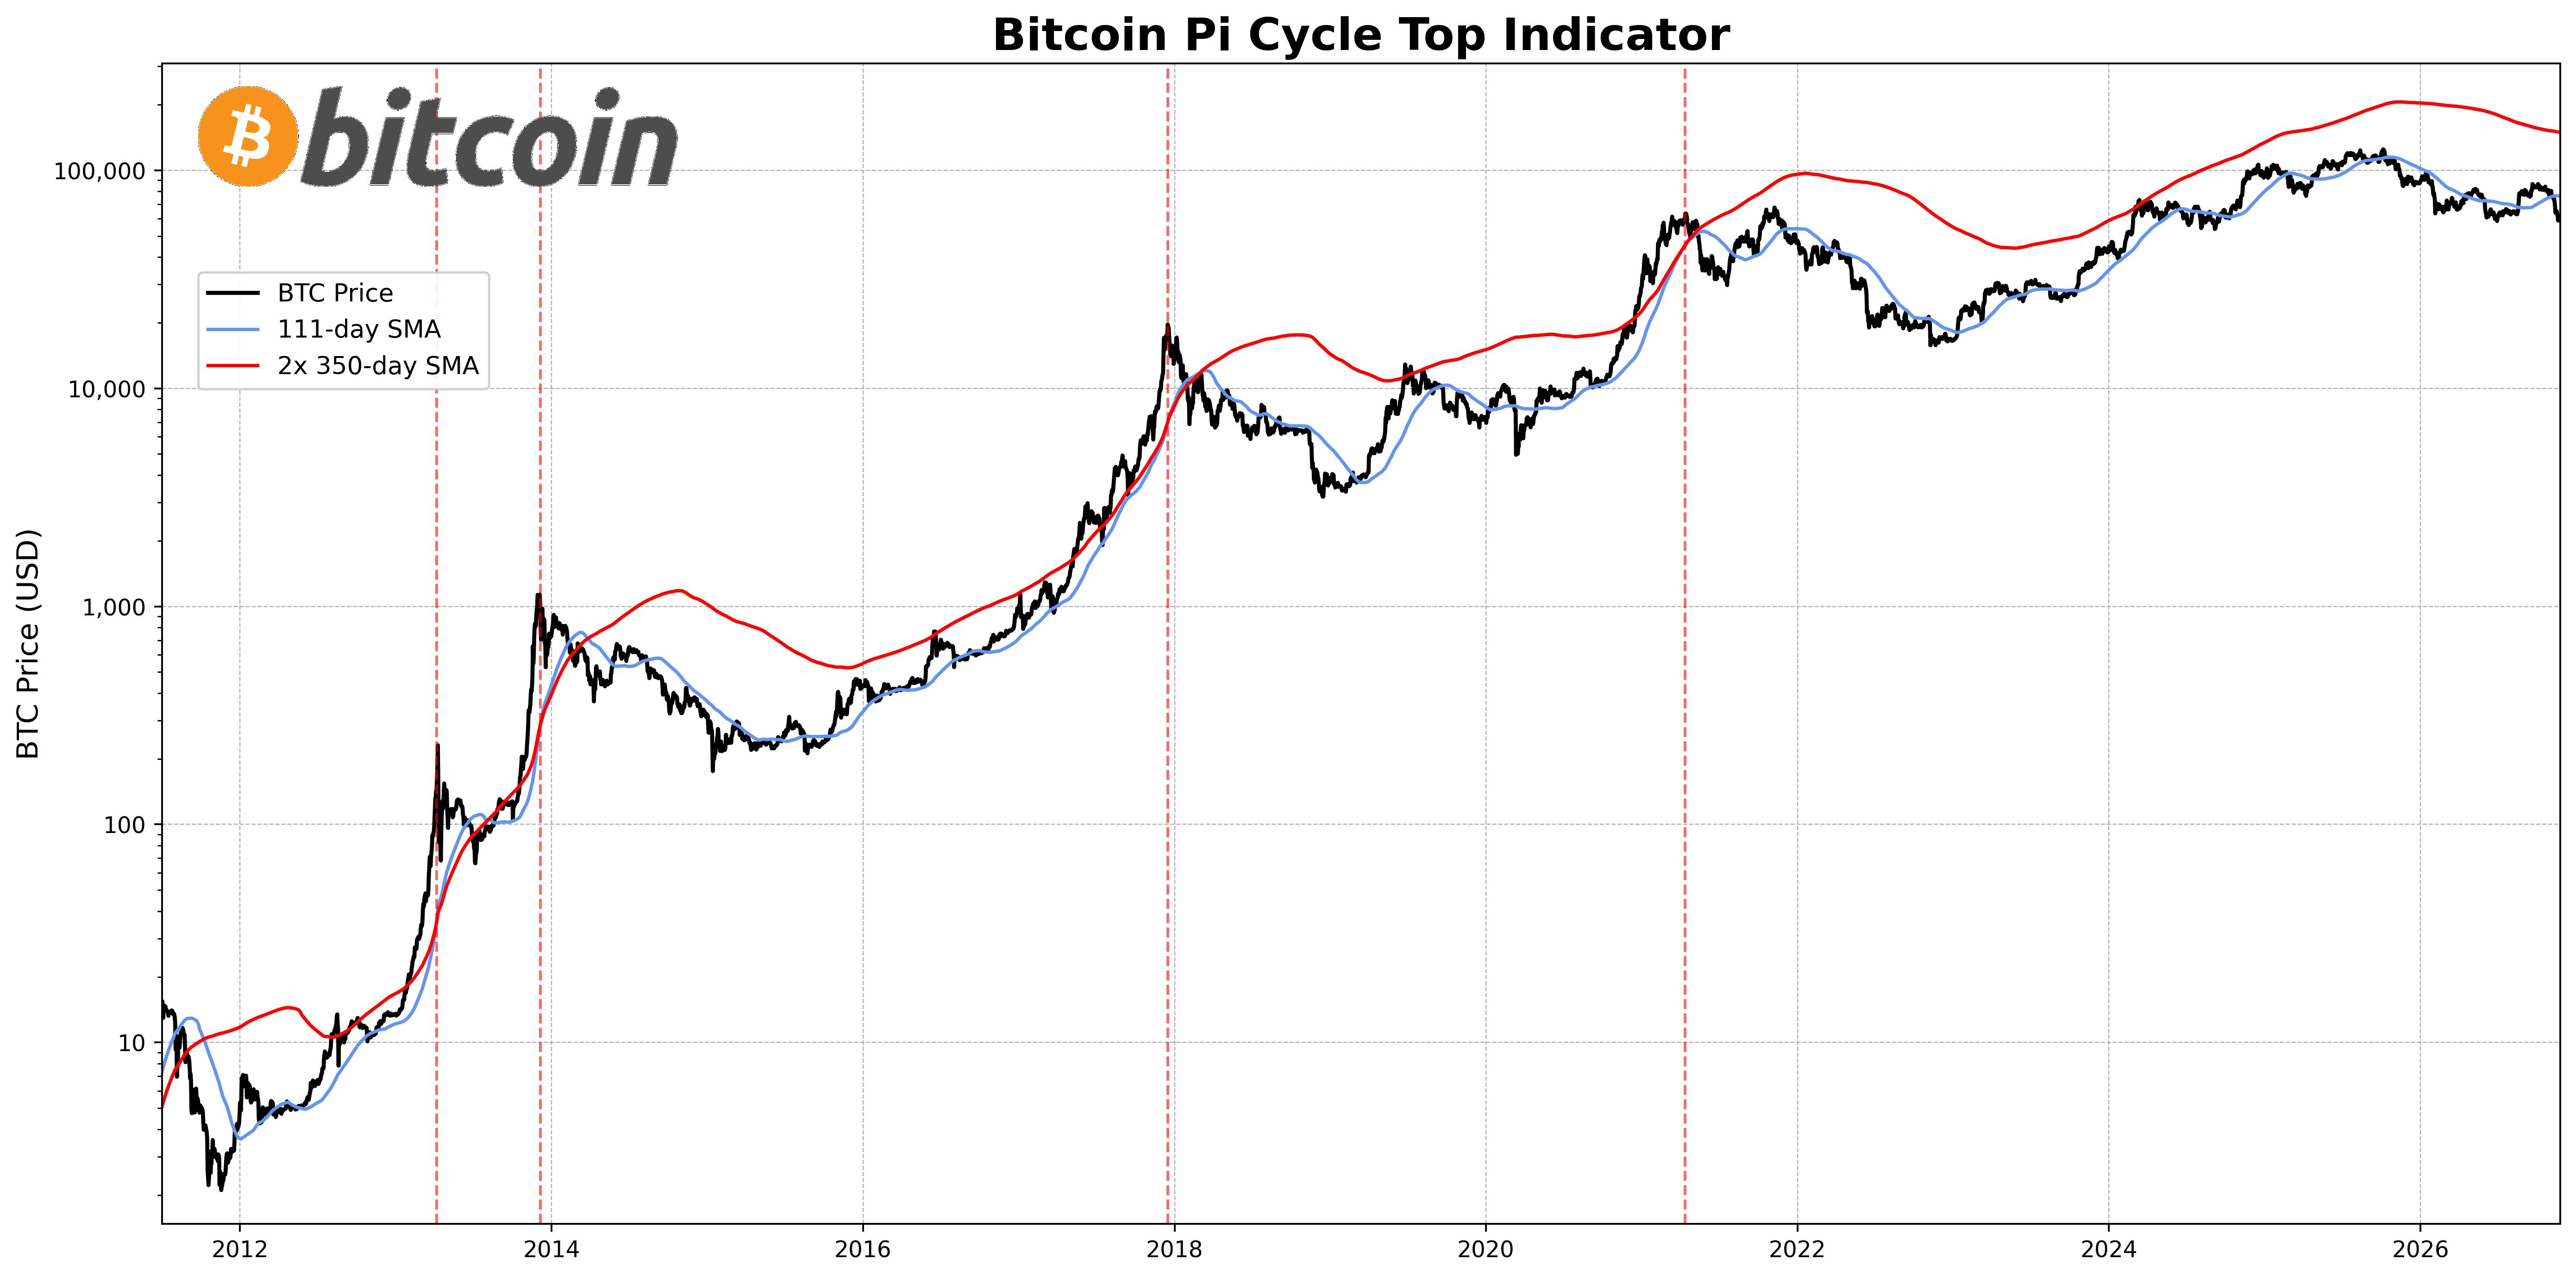 Bitcoin Pi Cycle Top Indicator
bitcoin
BTC Price
111-day SMA
2x 350-day SMA
BTC Price (USD)
100,000
10,000
1,000
100
10
2012 2014 2016 2018 2020 2022 2024 2026